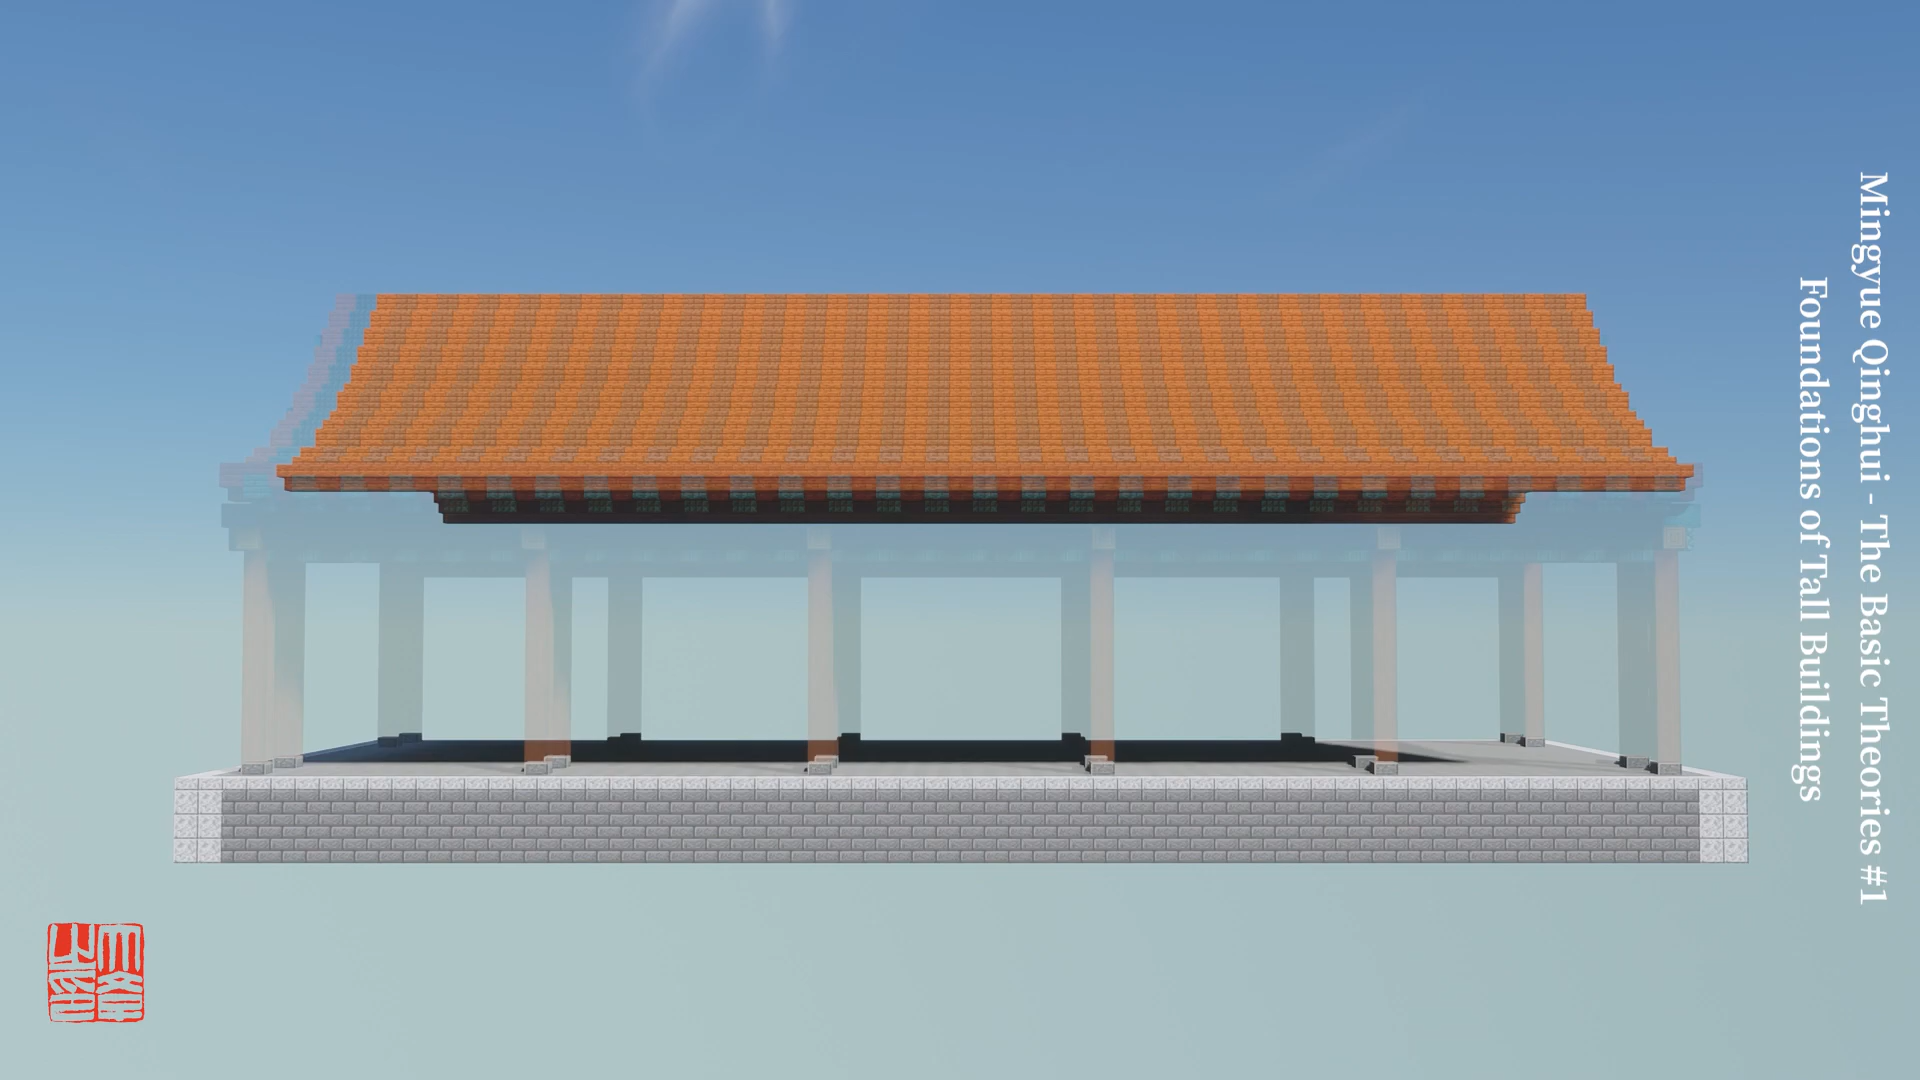 Mingyue Qinghui - The Basic Theories #1
Foundations of Tall Buildings